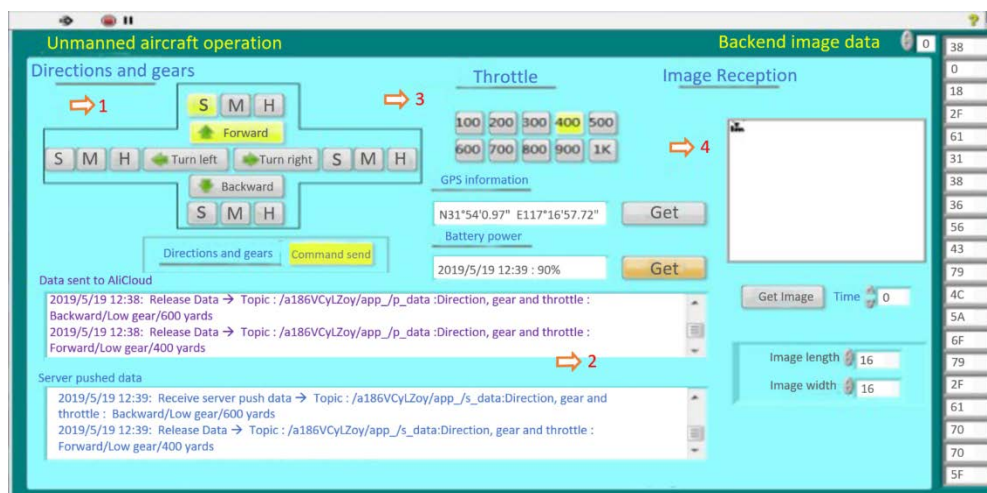 Unmanned aircraft operation
Backend image data
0
Directions and gears
Throttle
Image Reception
1
3
4
S M H
Forward
S M H Turn left Turn right S M H
Backward
S M H
100 200 300 400 500
600 700 800 900 1K
GPS information
N31°54'0.97" E117°16'57.72"
Get
Battery power
2019/5/19 12:39 : 90%
Get
Directions and gears
Command send
Data sent to AliCloud
2019/5/19 12:38: Release Data → Topic : /a186VCyLZoy/app_/p_data :Direction, gear and throttle :
Backward/Low gear/600 yards
2019/5/19 12:38: Release Data → Topic : /a186VCyLZoy/app_/p_data :Direction, gear and throttle :
Forward/Low gear/400 yards
2
Server pushed data
2019/5/19 12:39: Receive server push data → Topic : /a186VCyLZoy/app_/s_data:Direction, gear and
throttle : Backward/Low gear/600 yards
2019/5/19 12:39: Release Data → Topic : /a186VCyLZoy/app_/s_data:Direction, gear and throttle :
Forward/Low gear/400 yards
Get Image
Time
0
Image length
16
Image width
16
38
0
18
2F
61
31
38
36
56
43
79
4C
5A
6F
79
2F
61
70
70
5F